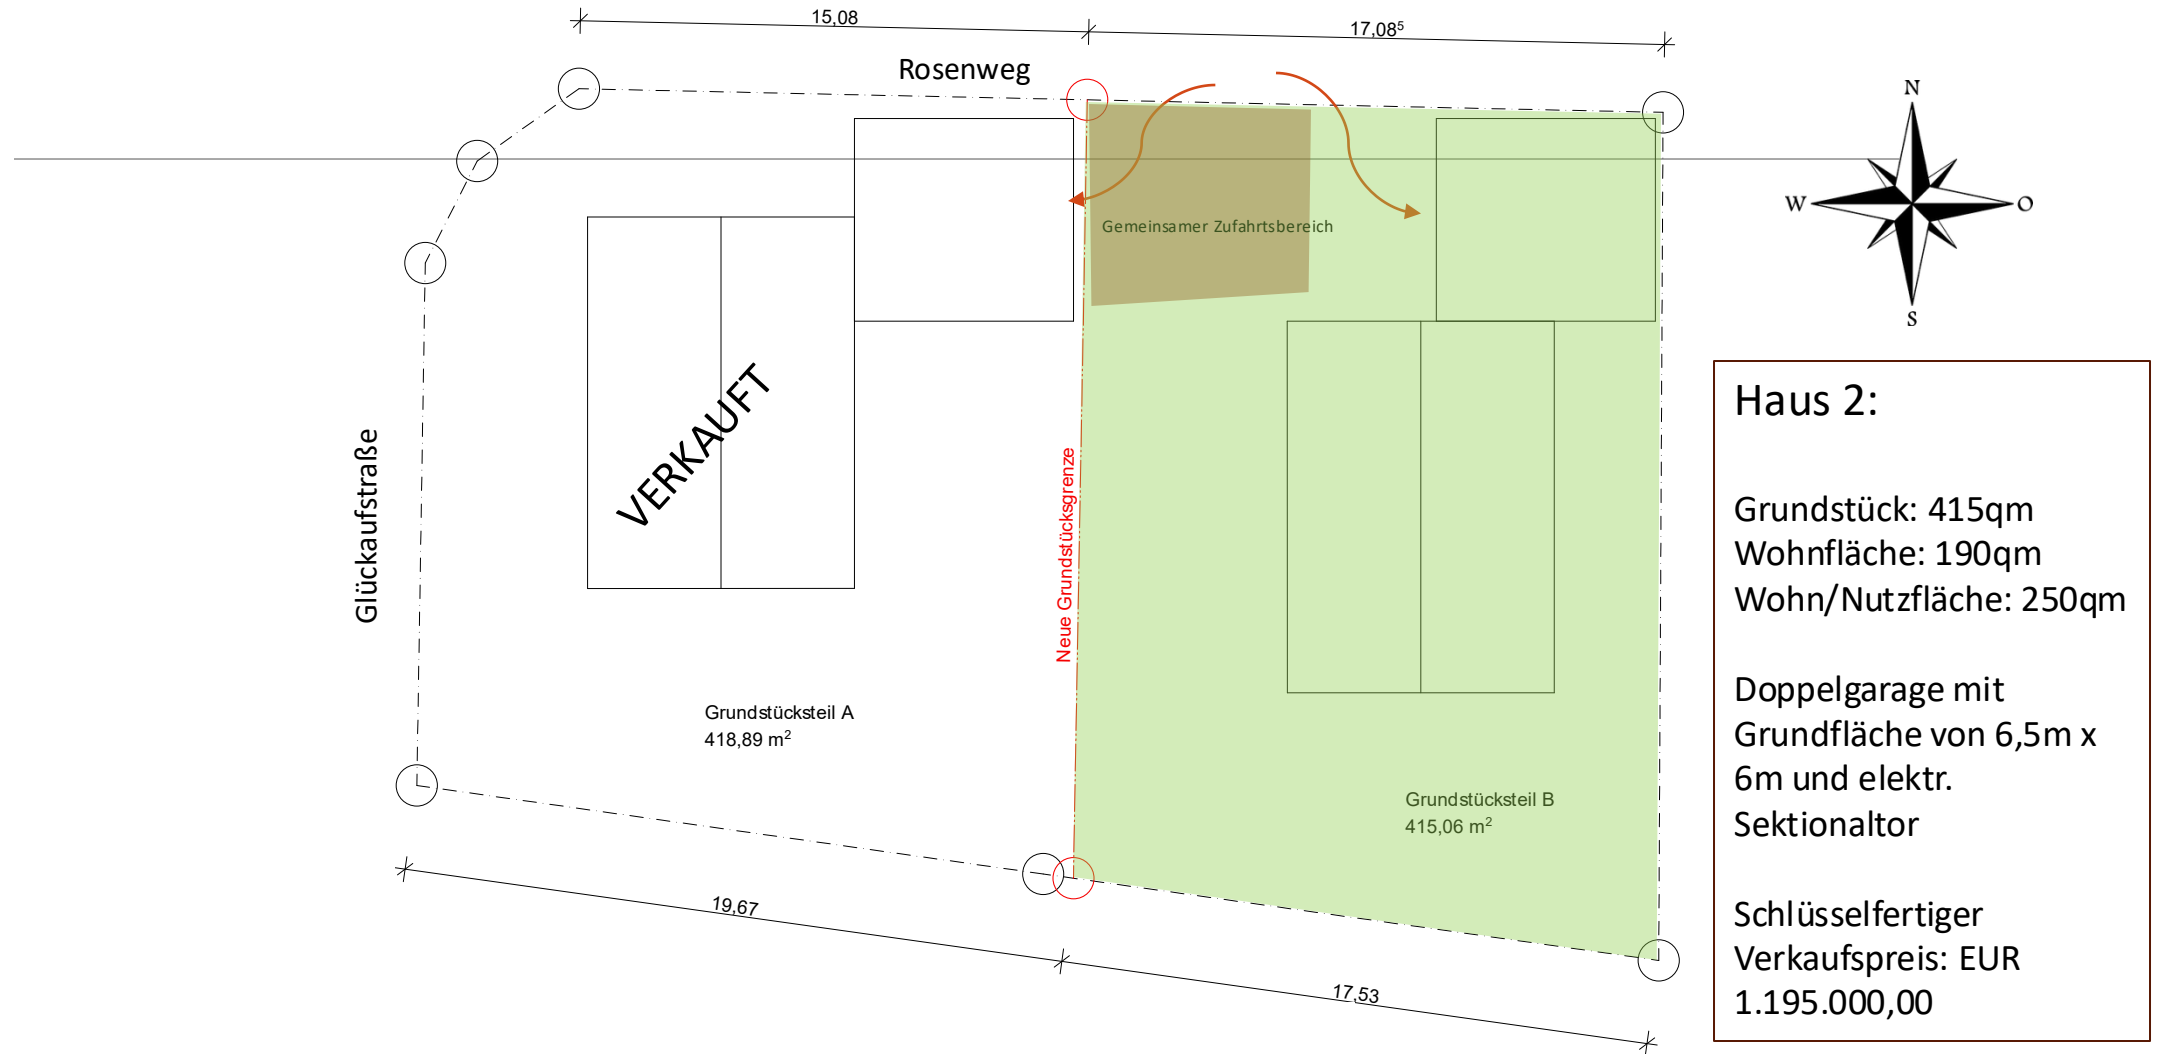 15,08
17,08⁵
Rosenweg
N
W
O
S
Gemeinsamer Zufahrtsbereich
VERKAUFT
Glückaufstraße
Neue Grundstücksgrenze
Grundstücksteil A
418,89 m²
Grundstücksteil B
415,06 m²
19,67
17,53
Haus 2:
Grundstück: 415qm
Wohnfläche: 190qm
Wohn/Nutzfläche: 250qm
Doppelgarage mit
Grundfläche von 6,5m x
6m und elektr.
Sektionaltor
Schlüsselfertiger
Verkaufspreis: EUR
1.195.000,00